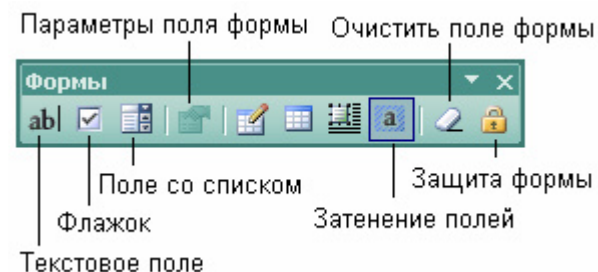 Параметры поля формы
Очистить поле формы
Формы
ab
a
Поле со списком
Защита формы
Флажок
Затенение полей
Текстовое поле